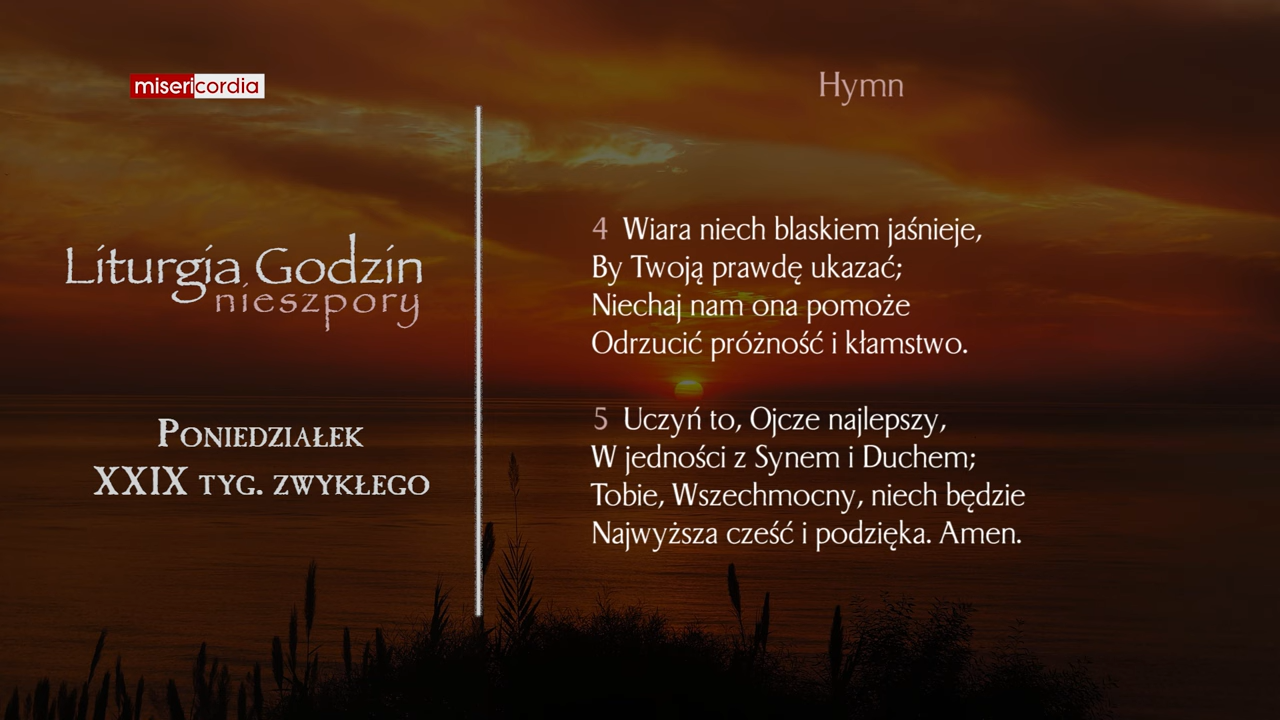 misericordia
Liturgia Godzin
nieszpory
Poniedziałek
XXIX tyg. zwykłego
Hymn
4 Wiara niech blaskiem jaśnieje,
By Twoją prawdę ukazać;
Niechaj nam ona pomoże
Odrzucić próżność i kłamstwo.
5 Uczyń to, Ojcze najlepszy,
W jedności z Synem i Duchem;
Tobie, Wszechmocny, niech będzie
Najwyższa cześć i podzięka. Amen.